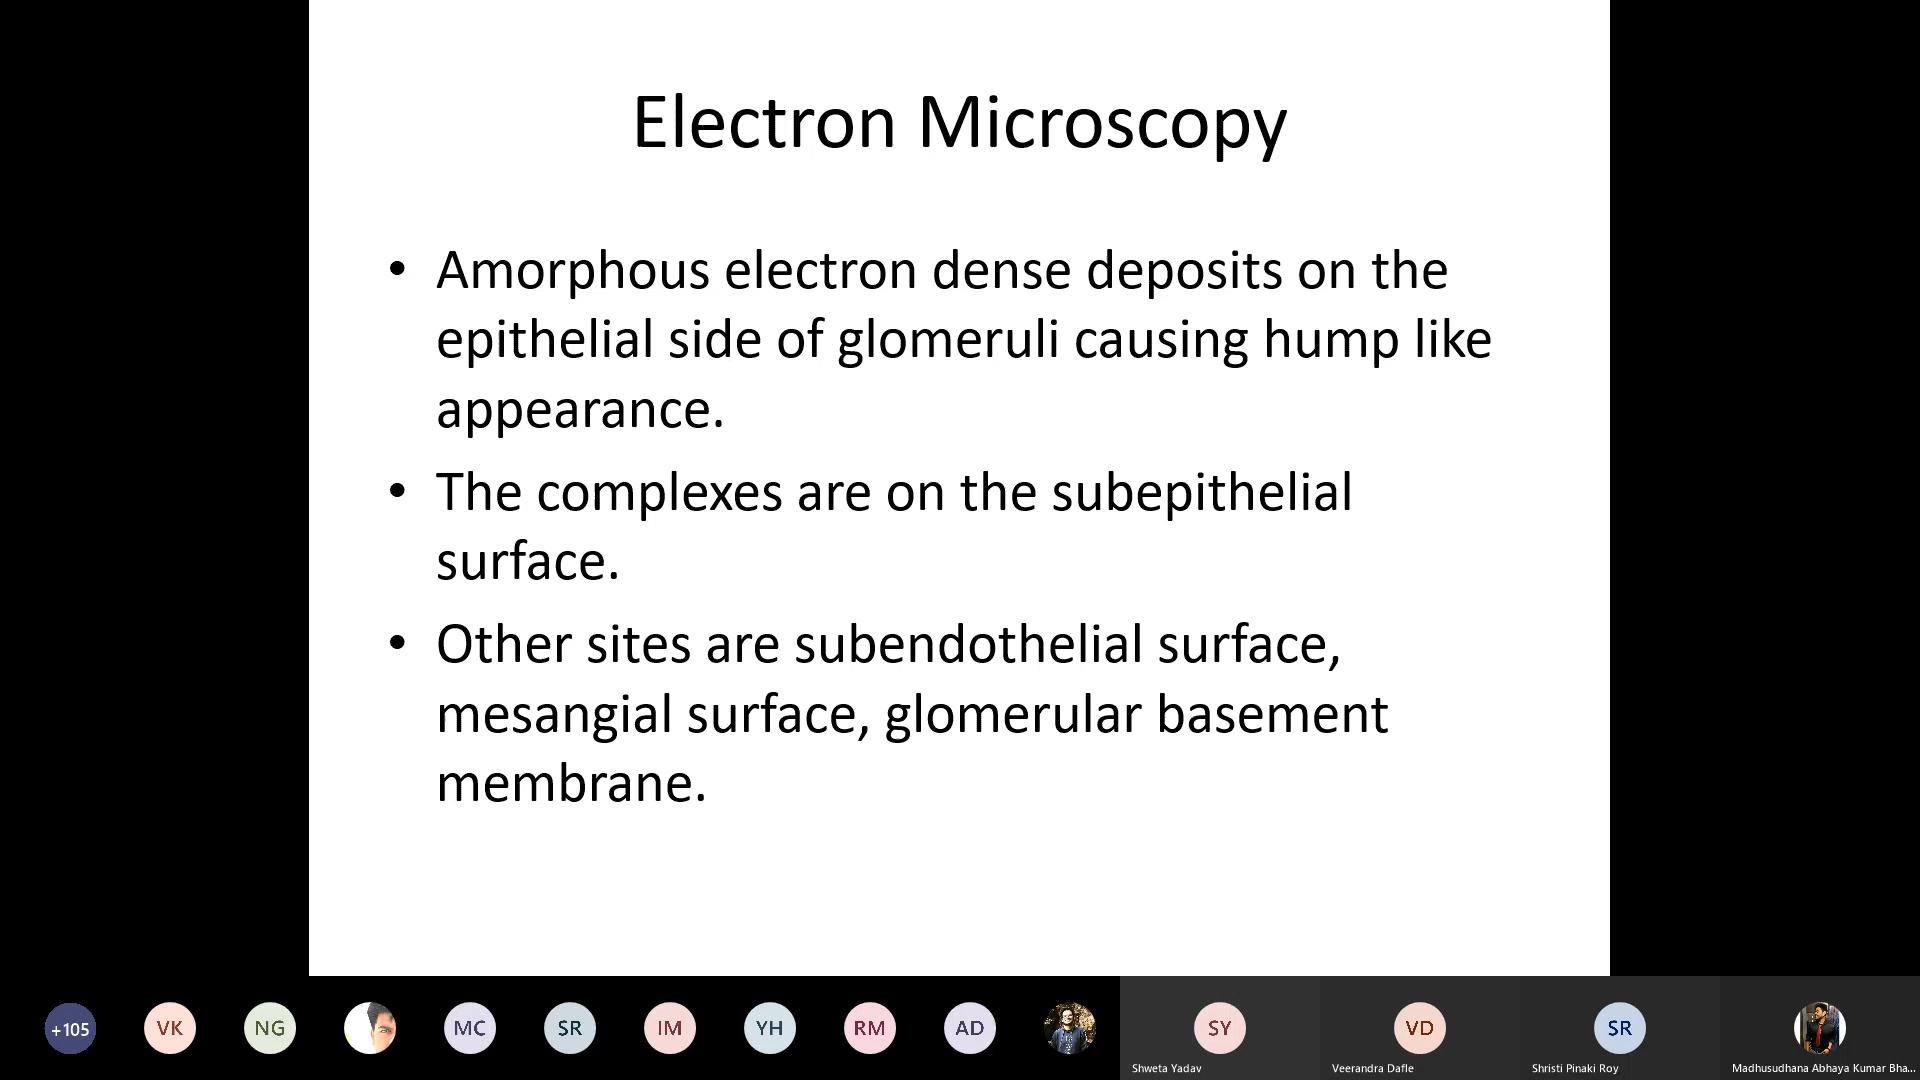 Electron Microscopy
• Amorphous electron dense deposits on the
epithelial side of glomeruli causing hump like
appearance.
• The complexes are on the subepithelial
surface.
• Other sites are subendothelial surface,
mesangial surface, glomerular basement
membrane.
+105 VK NG MC SR IM YH RM AD SY VD SR
Shweta Yadav Veerandra Dafle Shristi Pinaki Roy Madhusudhana Abhaya Kumar Bha...